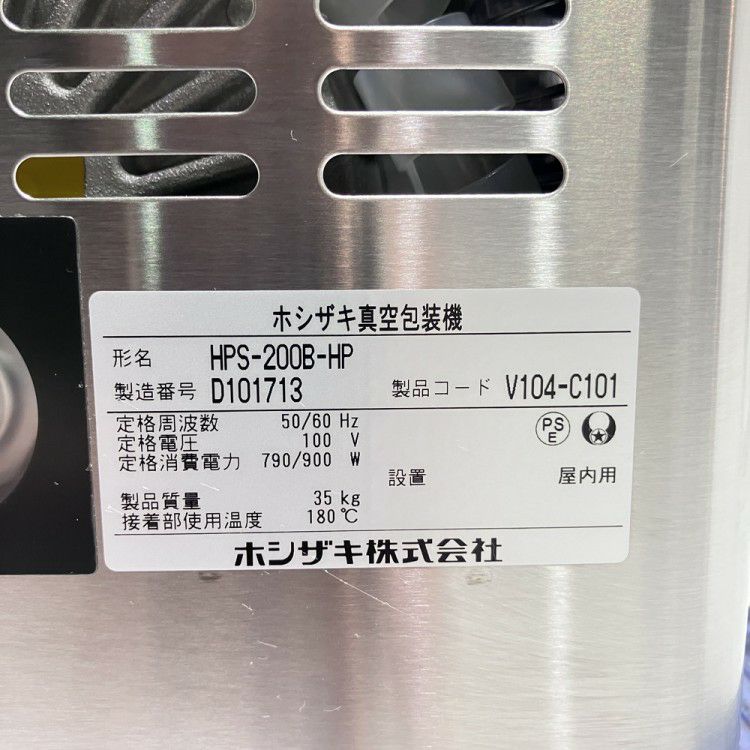 ホシザキ真空包装機
形名 HPS-200B-HP
製造番号 D101713 製品コード V104-C101
定格周波数 50/60 Hz
定格電圧 100 V
定格消費電力 790/900 W
PS
E
設置 屋内用
製品質量 35 kg
接着部使用温度 180℃
ホシザキ株式会社